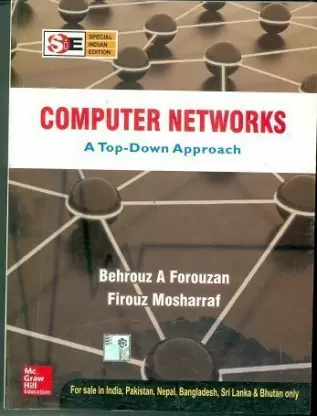 SIE
SPECIAL
INDIAN
EDITION
COMPUTER NETWORKS
A Top-Down Approach
Behrouz A Forouzan
Firouz Mosharraf
Mc
Graw
Hill
Education
For sale in India, Pakistan, Nepal, Bangladesh, Sri Lanka & Bhutan only